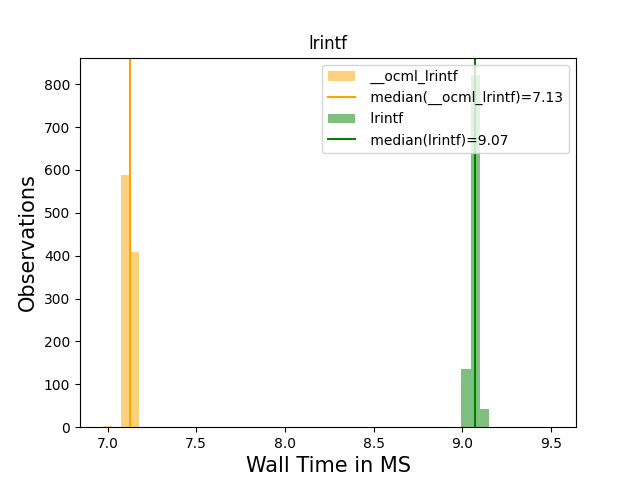 lrintf
__ocml_lrintf
median(__ocml_lrintf)=7.13
lrintf
median(lrintf)=9.07
Observations
800
700
600
500
400
300
200
100
0
7.0 7.5 8.0 8.5 9.0 9.5
Wall Time in MS